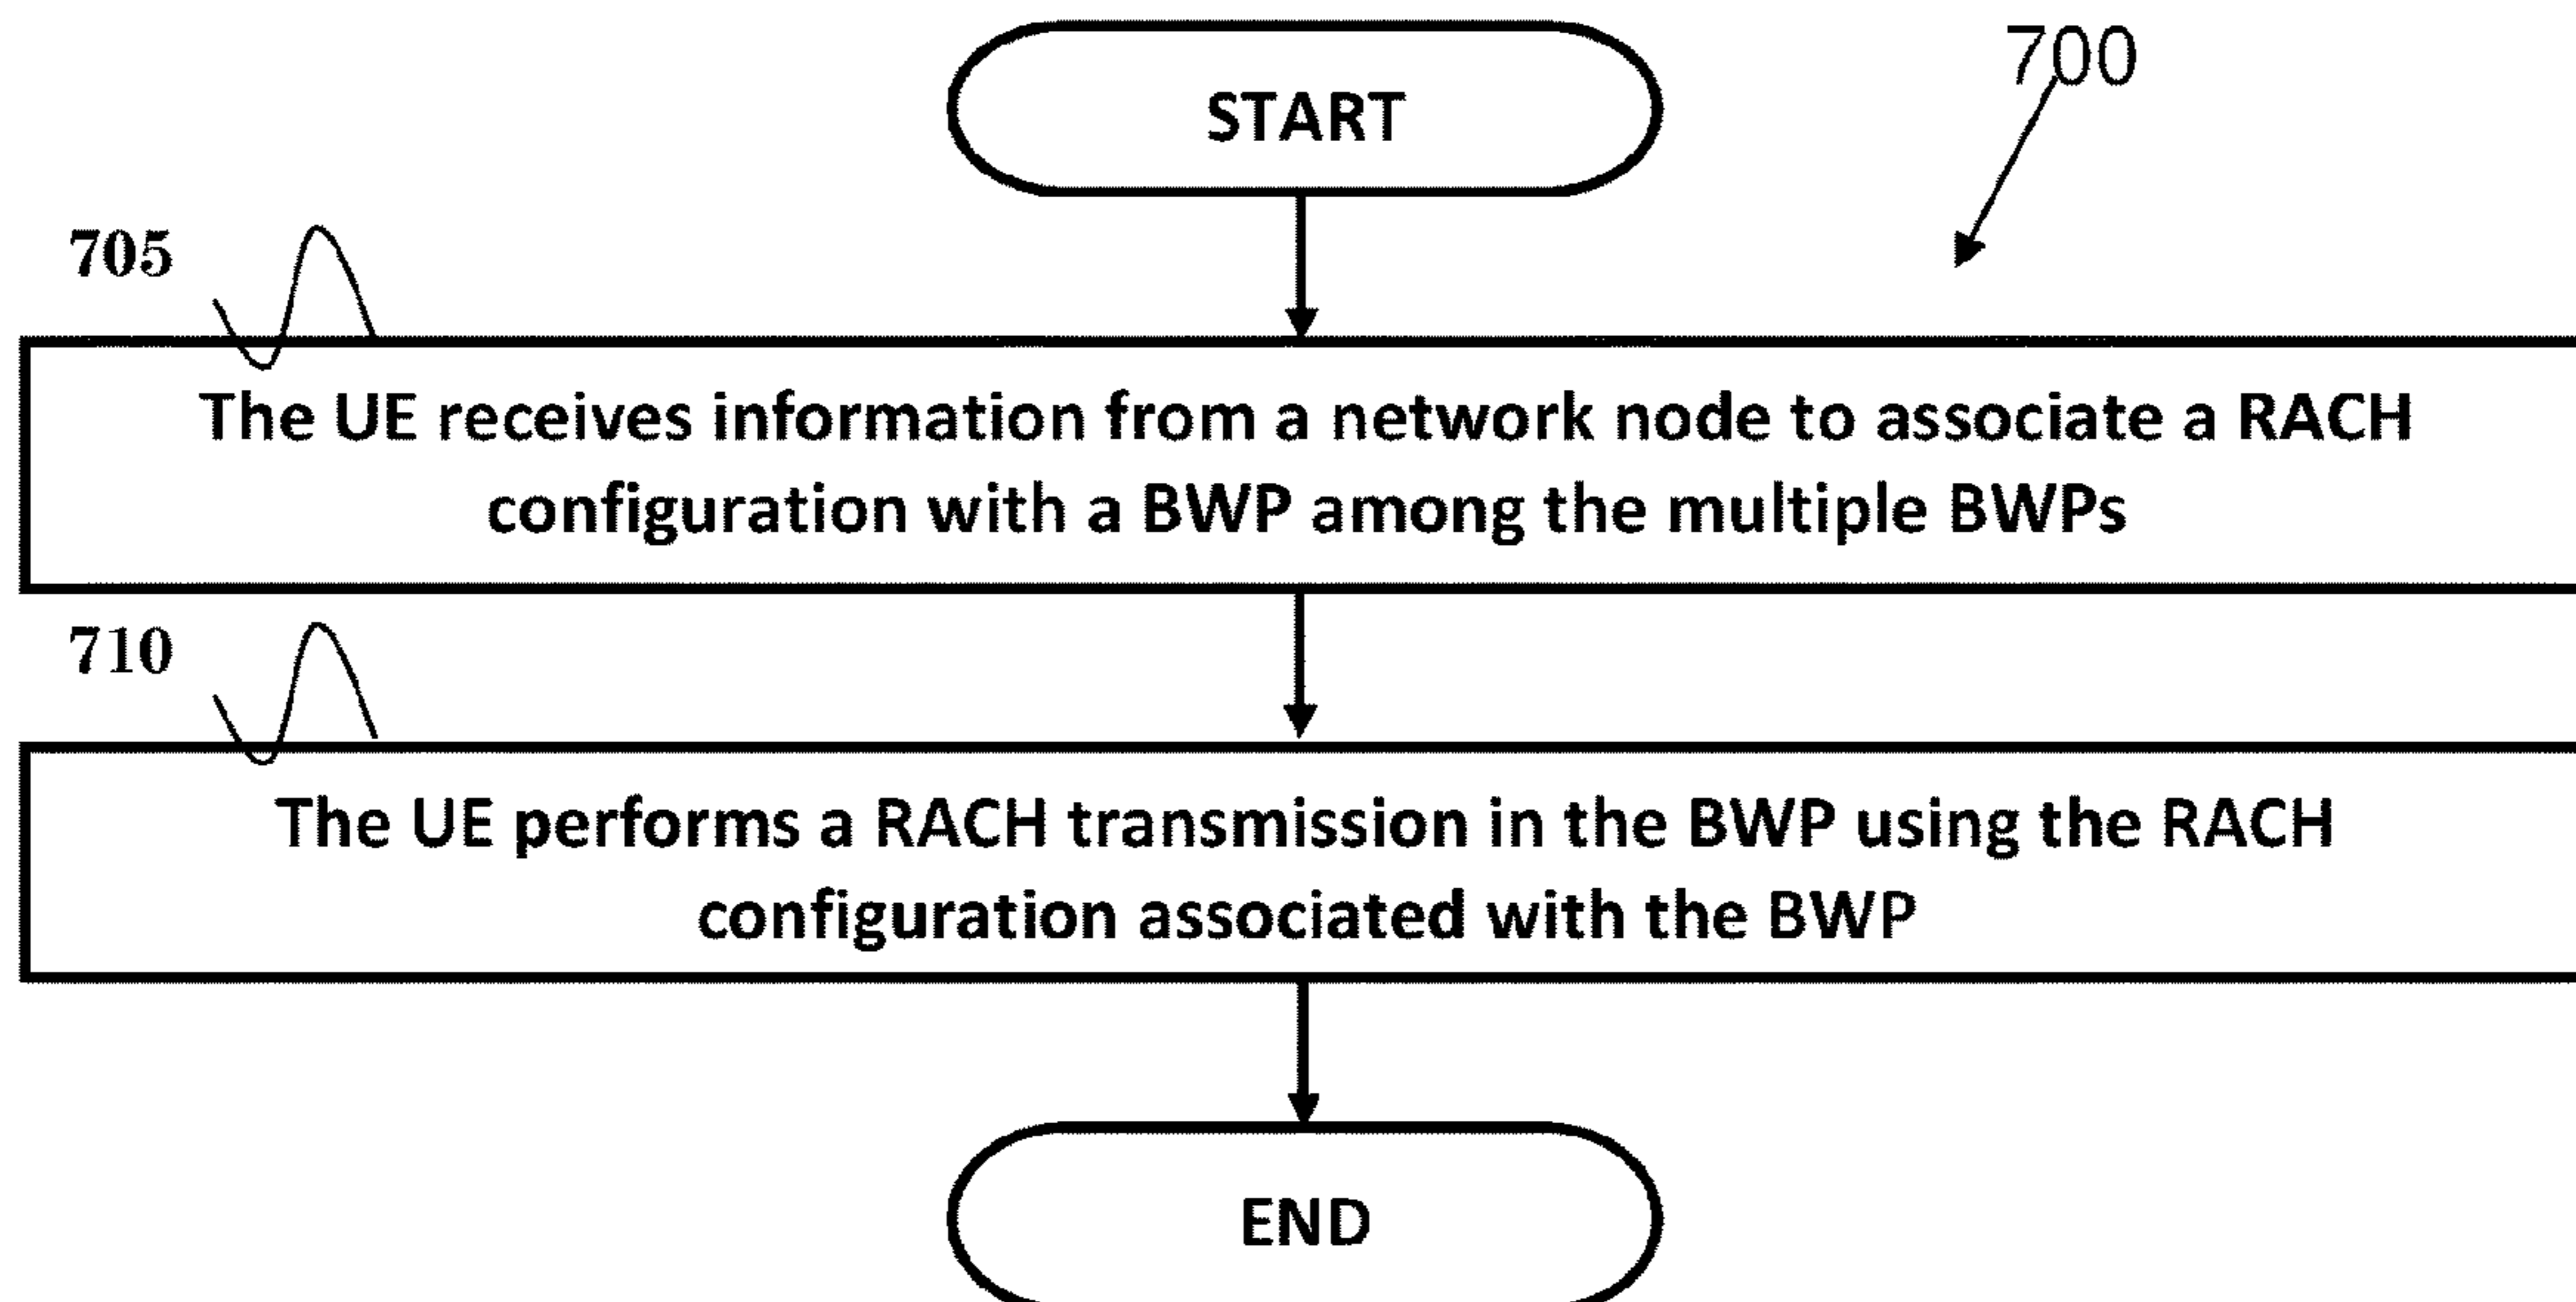 START
700
705
The UE receives information from a network node to associate a RACH
configuration with a BWP among the multiple BWPs
710
The UE performs a RACH transmission in the BWP using the RACH
configuration associated with the BWP
END